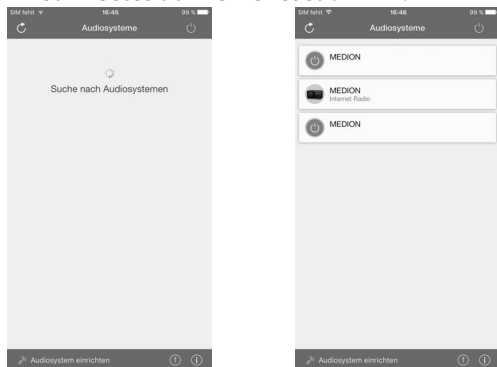 SIM fehlt 16:45 99 %
Audiosysteme
Suche nach Audiosystemen
Audiosystem einrichten
SIM fehlt 16:46 99 %
Audiosysteme
MEDION
MEDION
Internet Radio
MEDION
Audiosystem einrichten